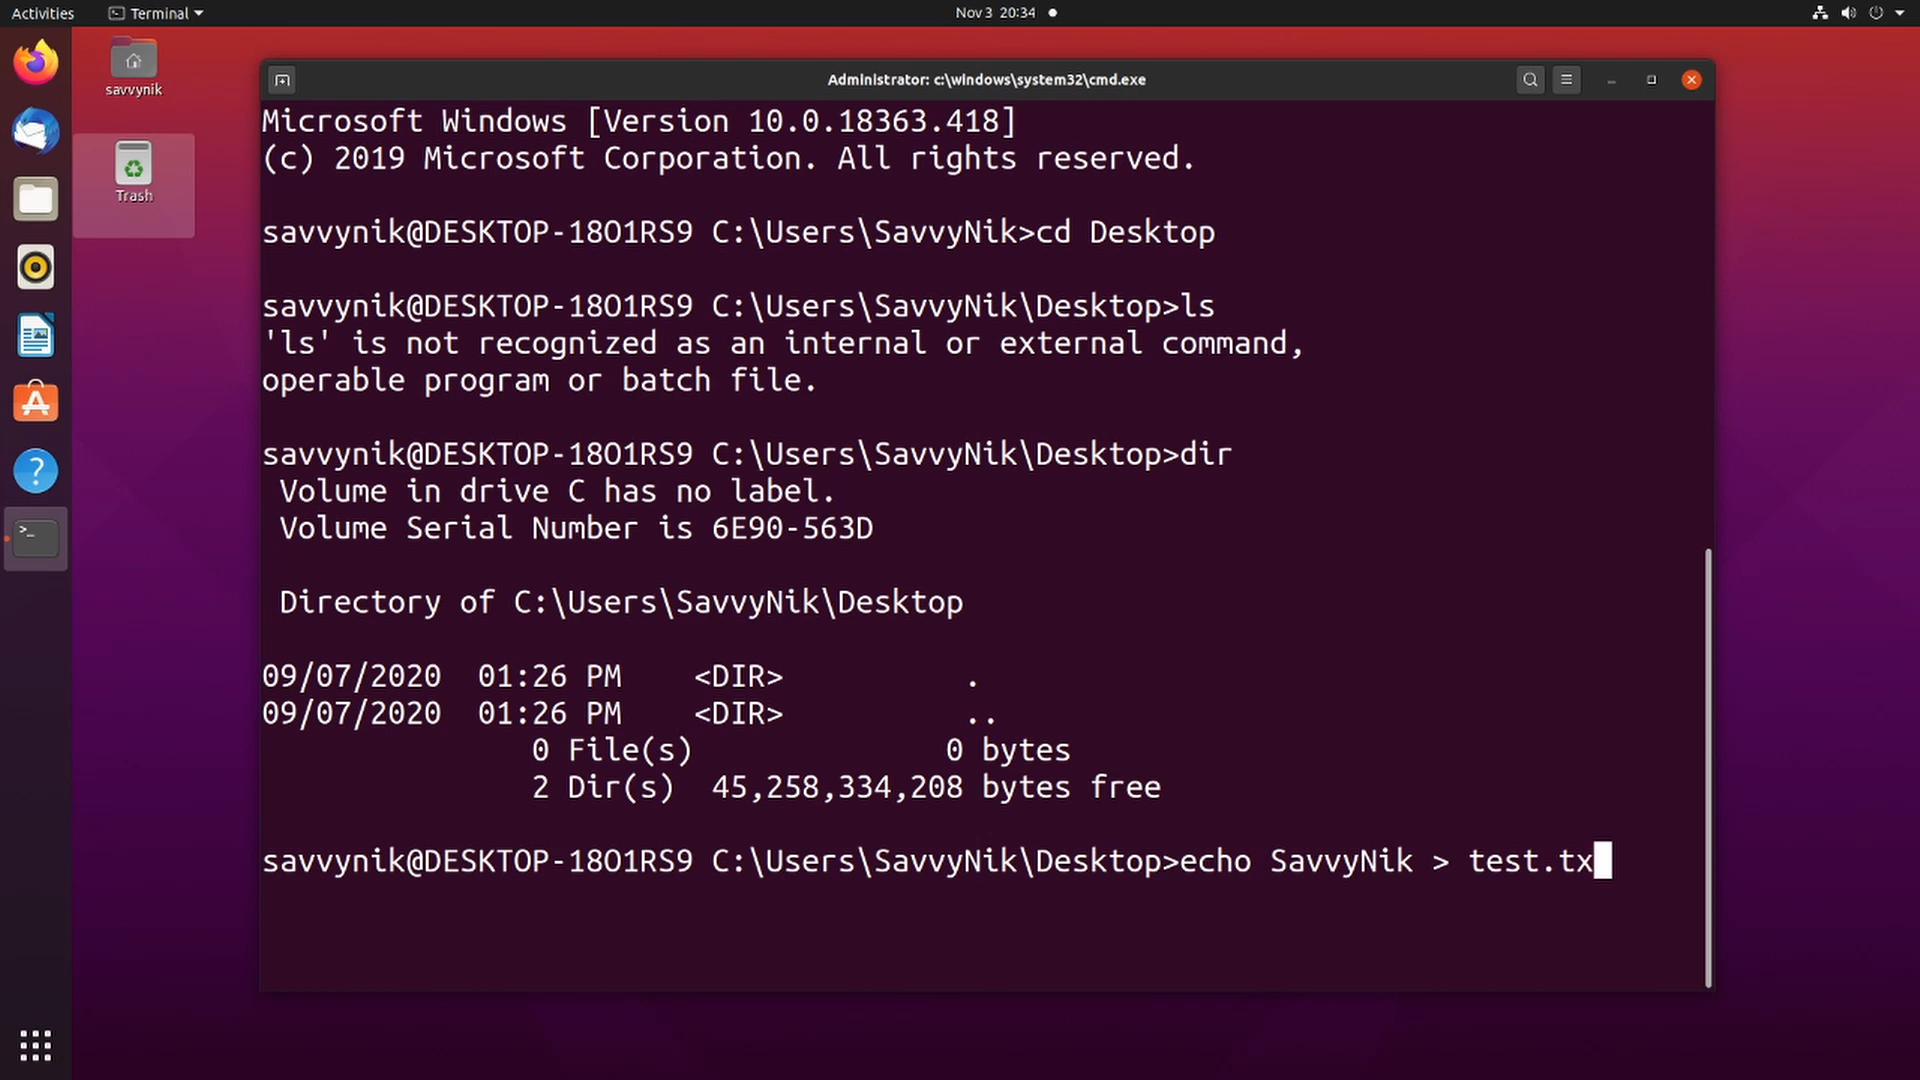 Activities Terminal Nov 3 20:34
savvynik
Trash
Administrator: c:\windows\system32\cmd.exe
Microsoft Windows [Version 10.0.18363.418]
(c) 2019 Microsoft Corporation. All rights reserved.
savvynik@DESKTOP-18O1RS9 C:\Users\SavvyNik>cd Desktop
savvynik@DESKTOP-18O1RS9 C:\Users\SavvyNik\Desktop>ls
'ls' is not recognized as an internal or external command,
operable program or batch file.
savvynik@DESKTOP-18O1RS9 C:\Users\SavvyNik\Desktop>dir
Volume in drive C has no label.
Volume Serial Number is 6E90-563D
Directory of C:\Users\SavvyNik\Desktop
09/07/2020  01:26 PM    <DIR>          .
09/07/2020  01:26 PM    <DIR>          ..
0 File(s)              0 bytes
2 Dir(s)  45,258,334,208 bytes free
savvynik@DESKTOP-18O1RS9 C:\Users\SavvyNik\Desktop>echo SavvyNik > test.tx